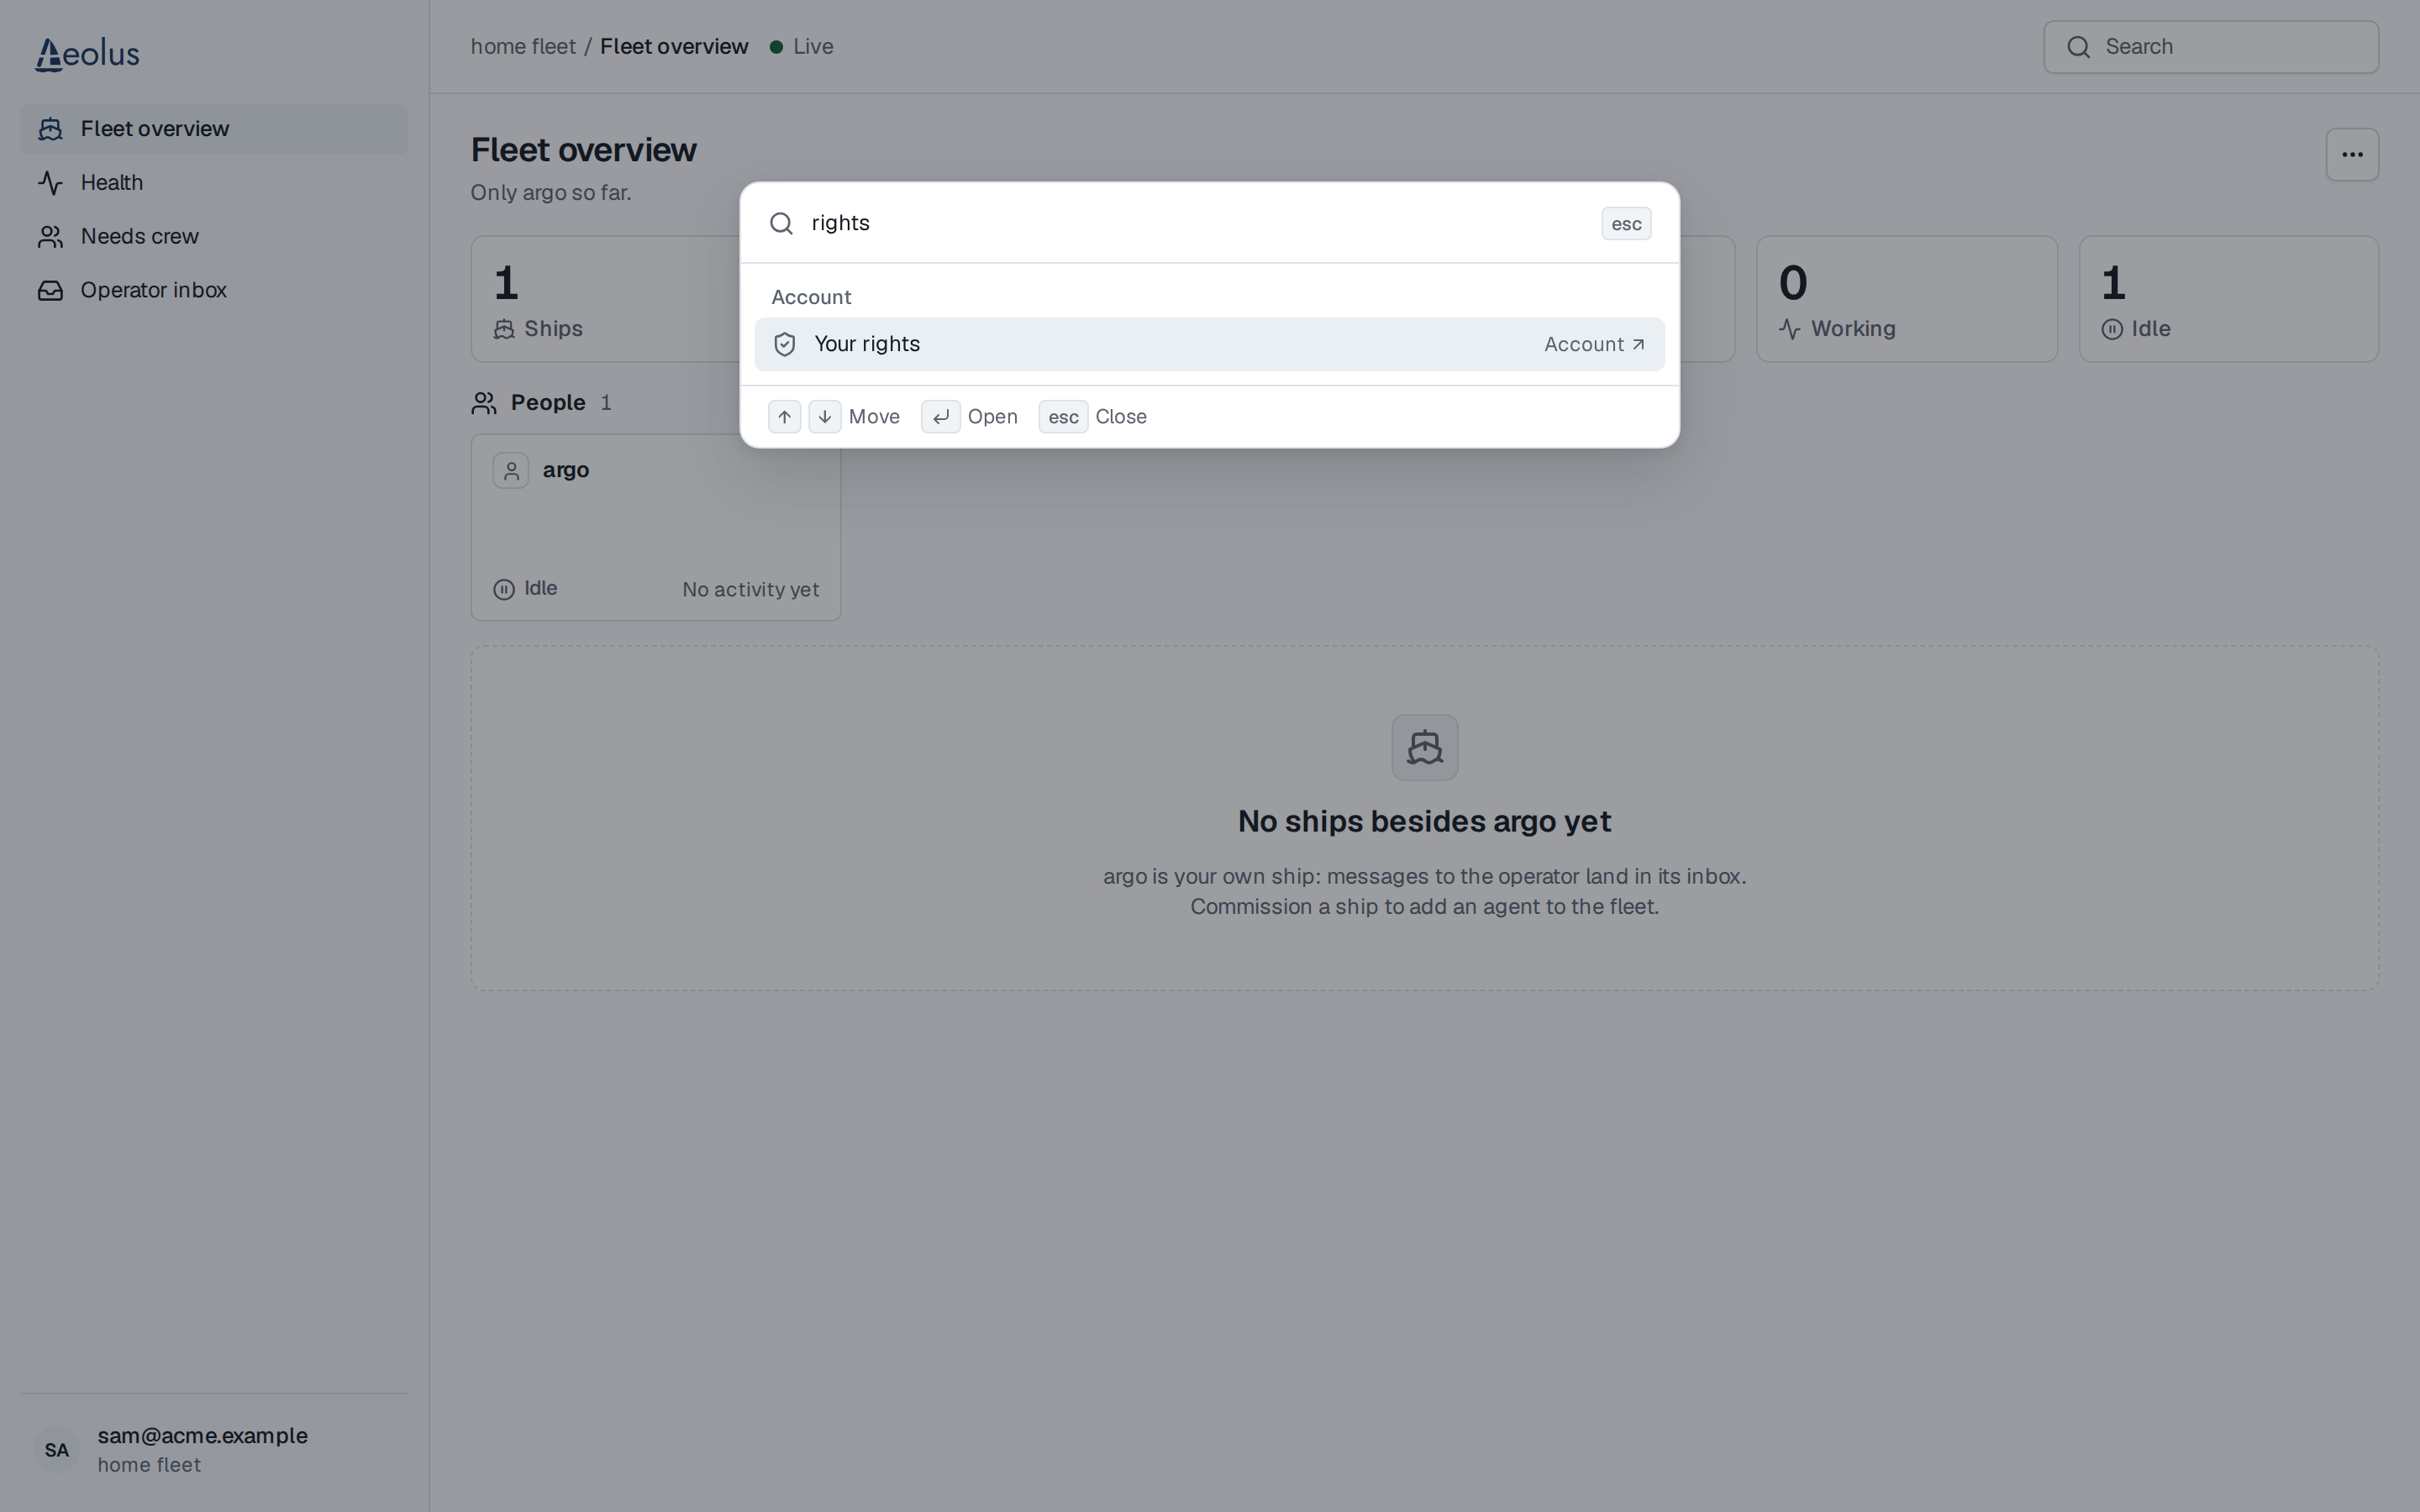 Aeolus
home fleet / Fleet overview Live
Search
Fleet overview
Health
Needs crew
Operator inbox
Fleet overview
Only argo so far.
rights
esc
Account
Your rights
Account
Move
Open
esc Close
1
Ships
0
Working
1
Idle
People 1
argo
Idle
No activity yet
No ships besides argo yet
argo is your own ship: messages to the operator land in its inbox.
Commission a ship to add an agent to the fleet.
SA
sam@acme.example
home fleet